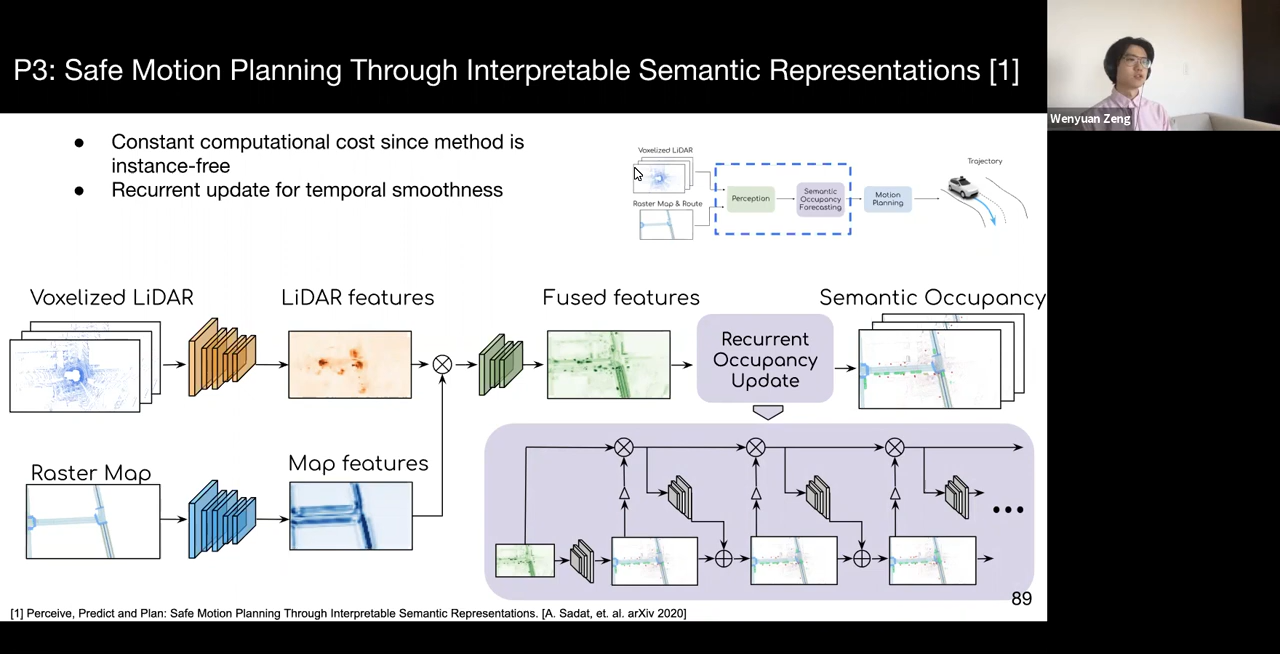 P3: Safe Motion Planning Through Interpretable Semantic Representations [1]
Wenyuan Zeng
● Constant computational cost since method is
instance-free
● Recurrent update for temporal smoothness
Voxelized LiDAR
Raster Map & Route
Perception
Semantic
Occupancy
Forecasting
Motion
Planning
Trajectory
Voxelized LiDAR
LiDAR features
Fused features
Recurrent
Occupancy
Update
Semantic Occupancy
Raster Map
Map features
89
[1] Perceive, Predict and Plan: Safe Motion Planning Through Interpretable Semantic Representations. [A. Sadat, et. al. arXiv 2020]